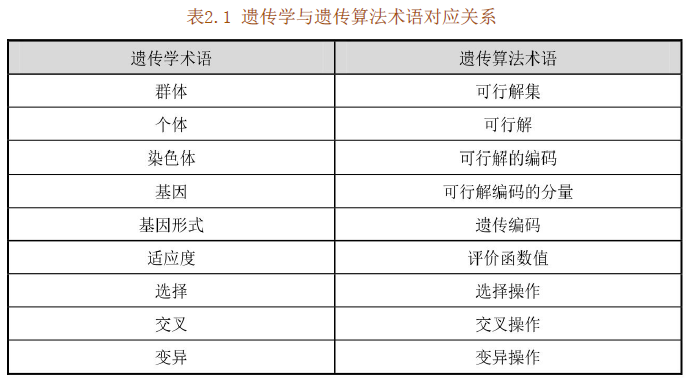 表2.1 遗传学与遗传算法术语对应关系
遗传学术语 遗传算法术语
群体 可行解集
个体 可行解
染色体 可行解的编码
基因 可行解编码的分量
基因形式 遗传编码
适应度 评价函数值
选择 选择操作
交叉 交叉操作
变异 变异操作